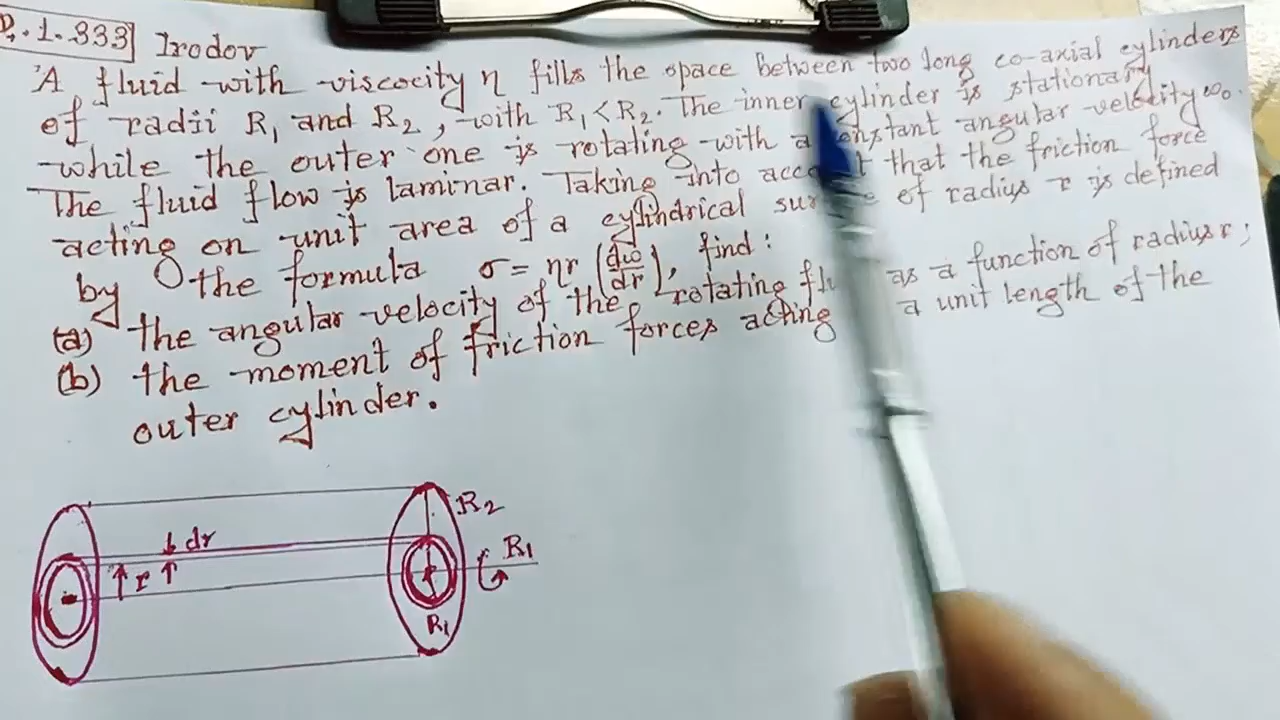 P.1.333] Irodov
A fluid with viscocity η fills the space between two long co-axial cylinders
of radii R₁ and R₂, with R₁<R₂. The inner cylinder is stationary
while the outer one is rotating with a constant angular velocity ω₀.
The fluid flow is laminar. Taking into that the friction force
acting on unit area of a cylindrical of radius r is defined
by the formula σ = ηr (dω/dr), find:
(a) the angular velocity of the rotating as a function of radius r;
(b) the moment of friction forces acting a unit length of the
outer cylinder.
R₂
dr
r
R₁
R₁